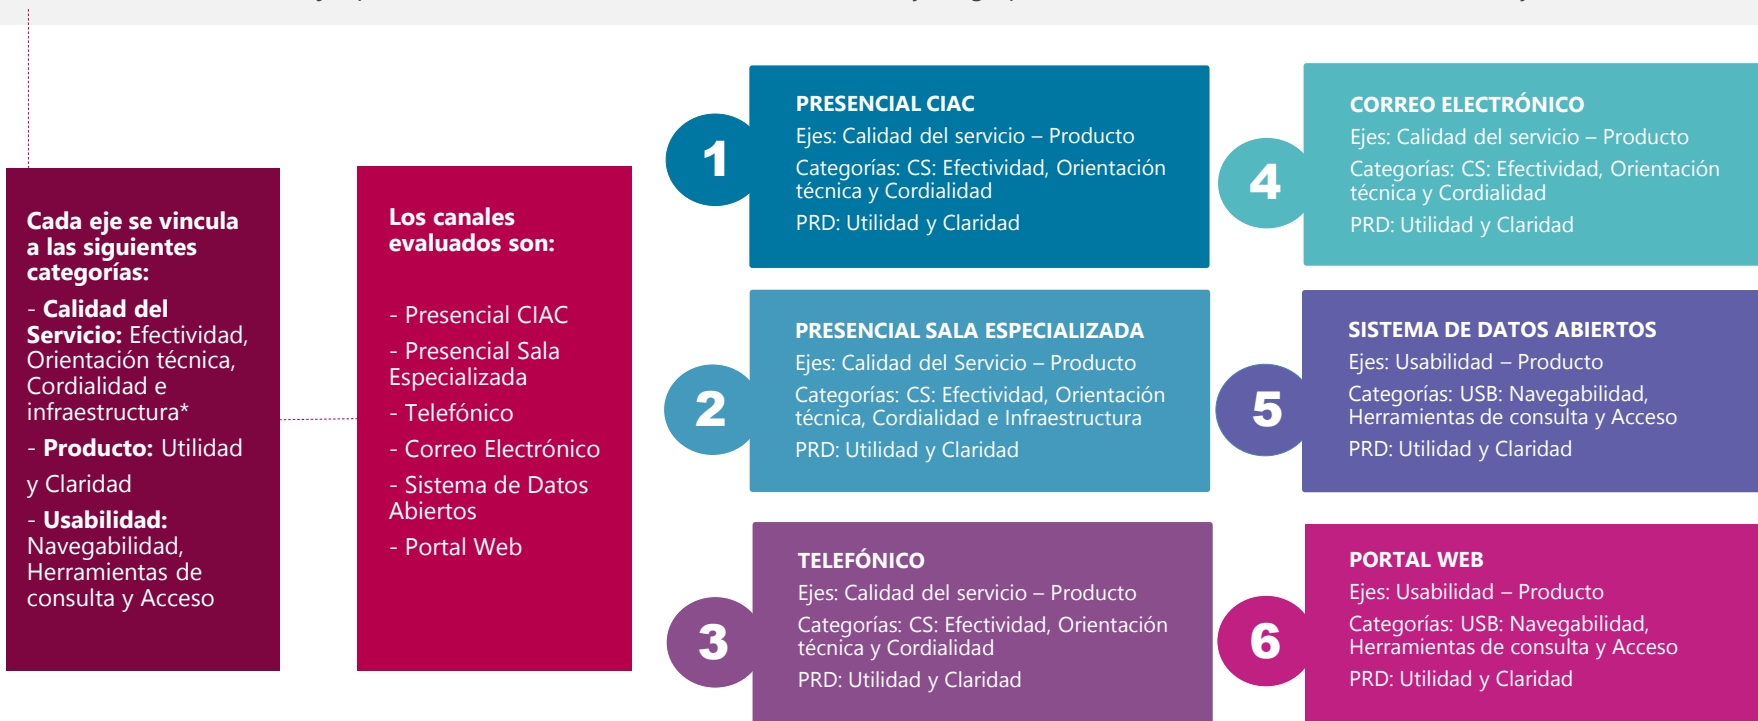 Cada eje se vincula
a las siguientes
categorías:
- Calidad del
Servicio: Efectividad,
Orientación técnica,
Cordialidad e
infraestructura*
- Producto: Utilidad
y Claridad
- Usabilidad:
Navegabilidad,
Herramientas de
consulta y Acceso
Los canales
evaluados son:
- Presencial CIAC
- Presencial Sala
Especializada
- Telefónico
- Correo Electrónico
- Sistema de Datos
Abiertos
- Portal Web
1
PRESENCIAL CIAC
Ejes: Calidad del servicio – Producto
Categorías: CS: Efectividad, Orientación
técnica y Cordialidad
PRD: Utilidad y Claridad
2
PRESENCIAL SALA ESPECIALIZADA
Ejes: Calidad del Servicio – Producto
Categorías: CS: Efectividad, Orientación
técnica, Cordialidad e Infraestructura
PRD: Utilidad y Claridad
3
TELEFÓNICO
Ejes: Calidad del servicio – Producto
Categorías: CS: Efectividad, Orientación
técnica y Cordialidad
PRD: Utilidad y Claridad
4
CORREO ELECTRÓNICO
Ejes: Calidad del servicio – Producto
Categorías: CS: Efectividad, Orientación
técnica y Cordialidad
PRD: Utilidad y Claridad
5
SISTEMA DE DATOS ABIERTOS
Ejes: Usabilidad – Producto
Categorías: USB: Navegabilidad,
Herramientas de consulta y Acceso
PRD: Utilidad y Claridad
6
PORTAL WEB
Ejes: Usabilidad – Producto
Categorías: USB: Navegabilidad,
Herramientas de consulta y Acceso
PRD: Utilidad y Claridad